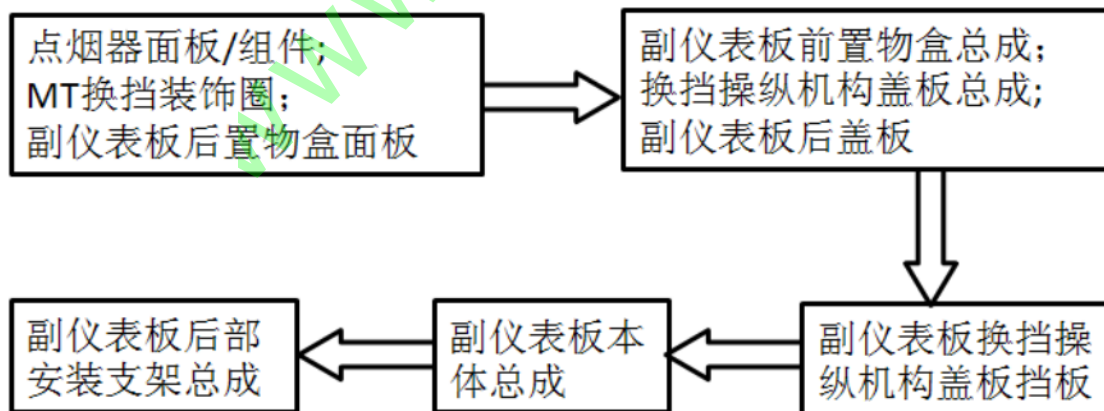 点烟器面板/组件;
MT换挡装饰圈；
副仪表板后置物盒面板
副仪表板前置物盒总成；
换挡操纵机构盖板总成;
副仪表板后盖板
副仪表板换挡操
纵机构盖板挡板
副仪表板本
体总成
副仪表板后部
安装支架总成